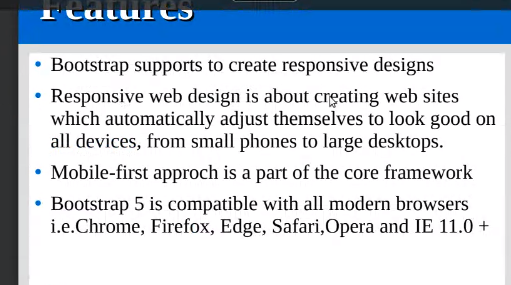 Features
Bootstrap supports to create responsive designs
Responsive web design is about creating web sites
which automatically adjust themselves to look good on
all devices, from small phones to large desktops.
Mobile-first approch is a part of the core framework
Bootstrap 5 is compatible with all modern browsers
i.e.Chrome, Firefox, Edge, Safari,Opera and IE 11.0 +